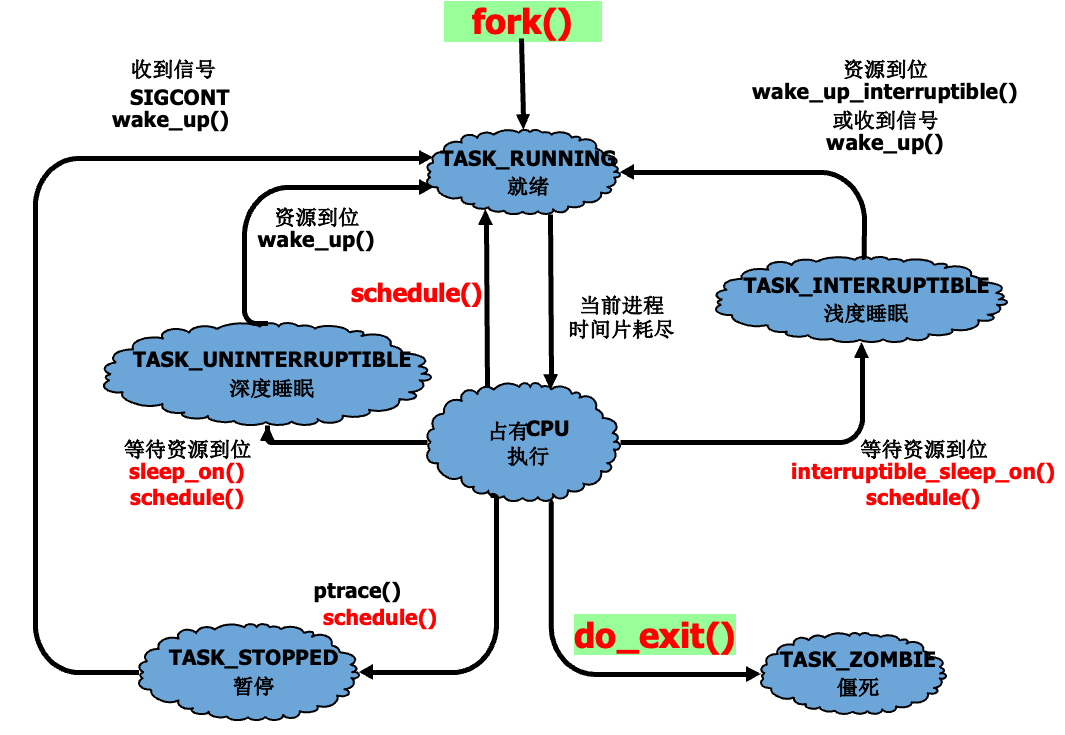 fork()
收到信号
SIGCONT
wake_up()
资源到位
wake_up_interruptible()
或收到信号
wake_up()
TASK_RUNNING
就绪
资源到位
wake_up()
schedule()
当前进程
时间片耗尽
TASK_INTERRUPTIBLE
浅度睡眠
TASK_UNINTERRUPTIBLE
深度睡眠
占有CPU
执行
等待资源到位
sleep_on()
schedule()
等待资源到位
interruptible_sleep_on()
schedule()
ptrace()
schedule()
do_exit()
TASK_STOPPED
暂停
TASK_ZOMBIE
僵死